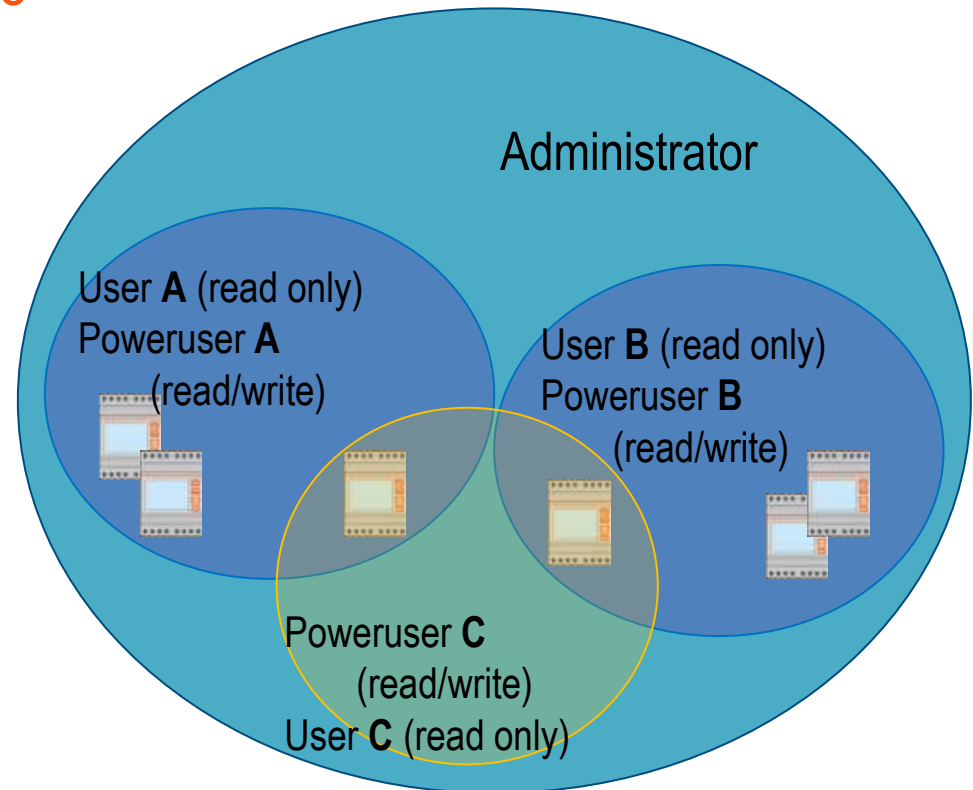 Administrator
User A (read only)
Poweruser A
(read/write)
User B (read only)
Poweruser B
(read/write)
Poweruser C
(read/write)
User C (read only)